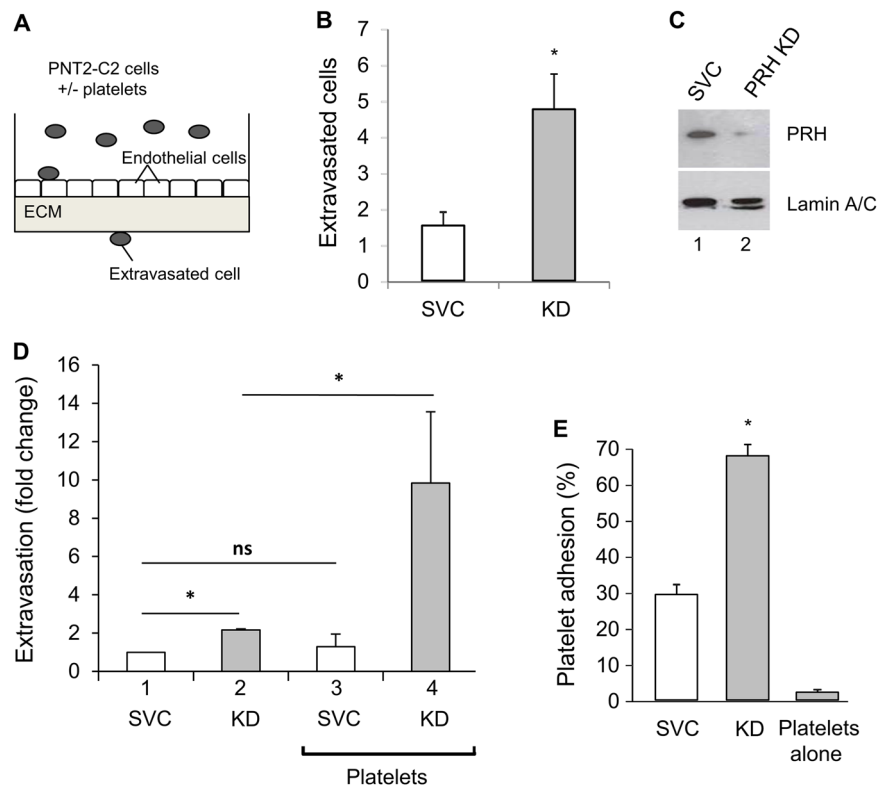 A
PNT2-C2 cells
+/- platelets
Endothelial cells
ECM
Extravasated cell
B
Extravasated cells
7
6
5
4
3
2
1
0
*
SVC
KD
C
SVC
PRH KD
PRH
Lamin A/C
1
2
D
Extravasation (fold change)
16
14
12
10
8
6
4
2
0
*
ns
*
1
2
3
4
SVC
KD
SVC
KD
Platelets
E
Platelet adhesion (%)
70
60
50
40
30
20
10
0
*
SVC
KD
Platelets
alone